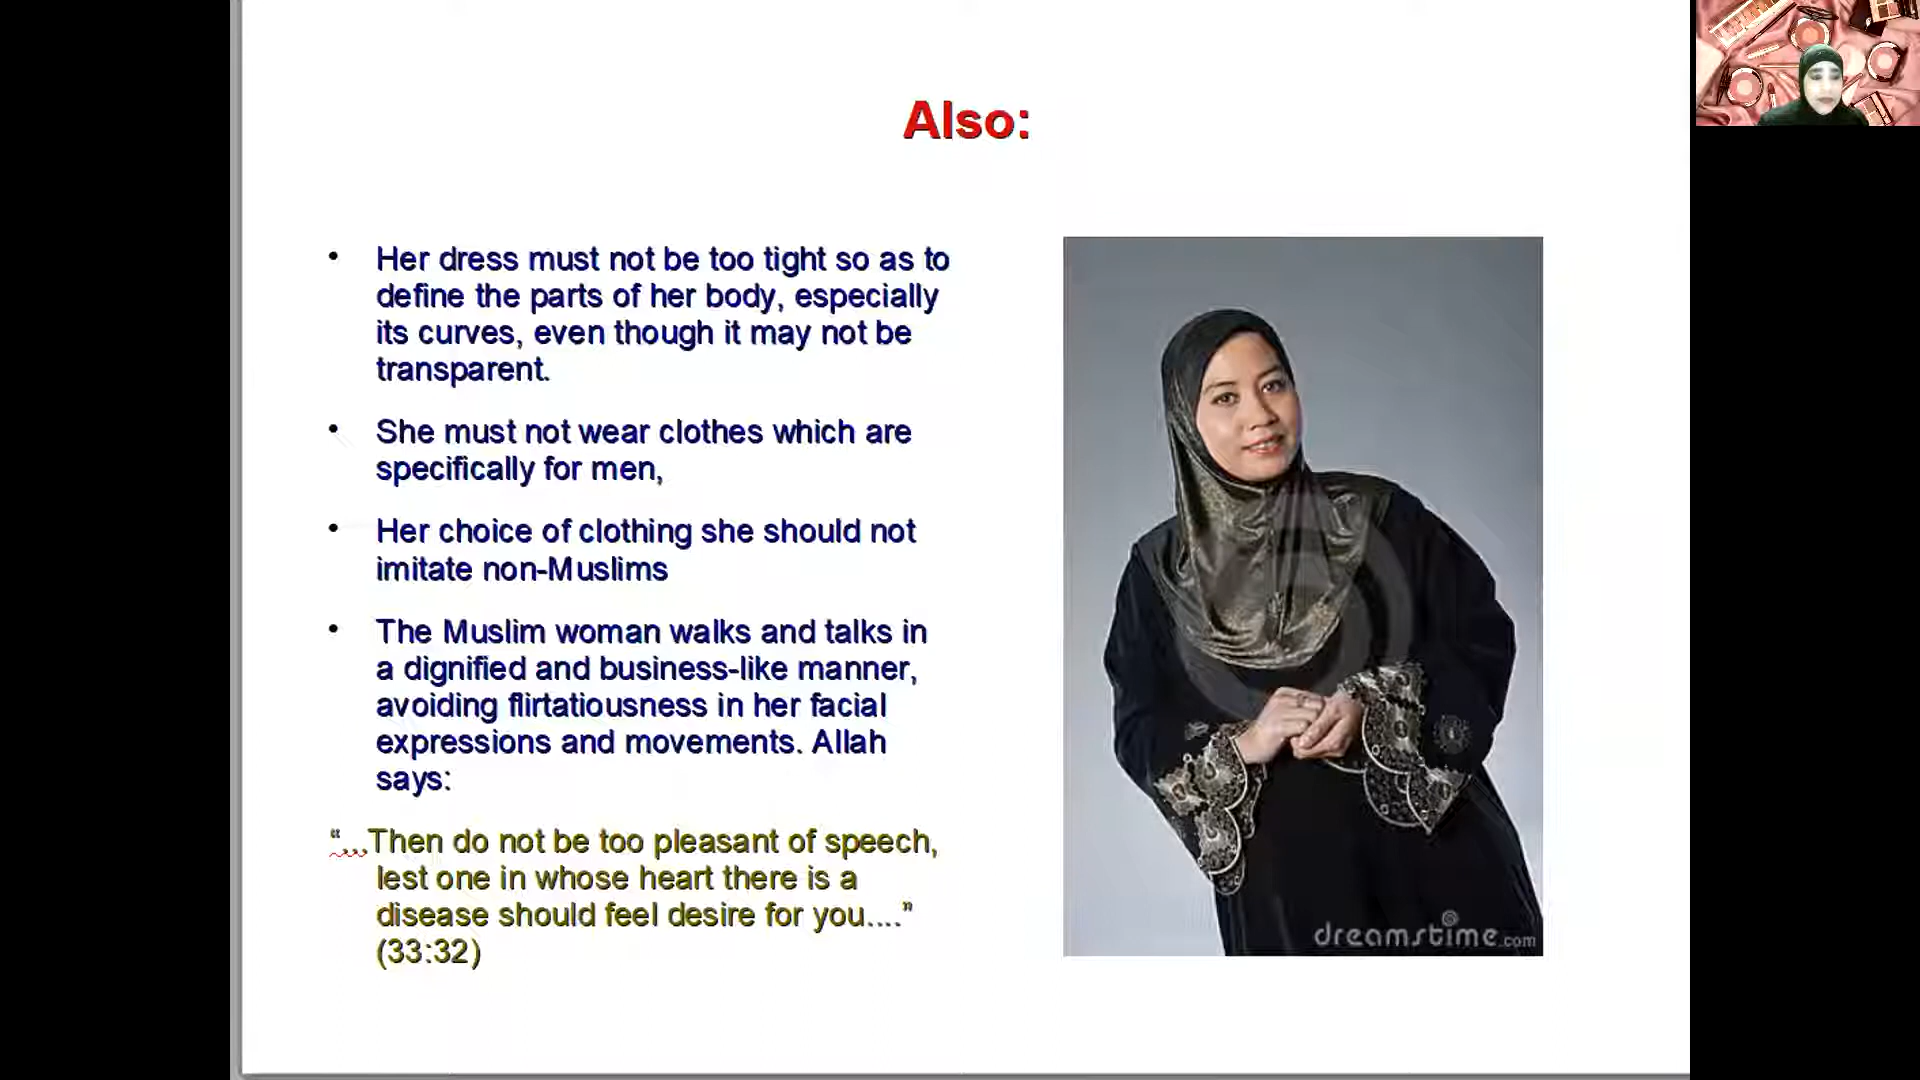 Also:
• Her dress must not be too tight so as to
define the parts of her body, especially
its curves, even though it may not be
transparent.
• She must not wear clothes which are
specifically for men,
• Her choice of clothing she should not
imitate non-Muslims
• The Muslim woman walks and talks in
a dignified and business-like manner,
avoiding flirtatiousness in her facial
expressions and movements. Allah
says:
“,..Then do not be too pleasant of speech,
lest one in whose heart there is a
disease should feel desire for you....”
(33:32)
dreamstime.com